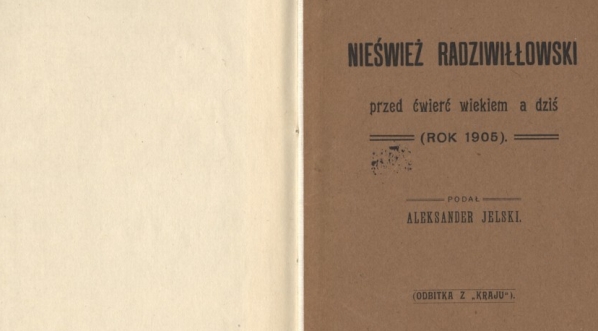 NIEŚWIEŻ RADZIWIŁŁOWSKI
przed ćwierć wiekiem a dziś
(ROK 1905).
PODAŁ
ALEKSANDER JELSKI.
(ODBITKA Z „KRAJU").